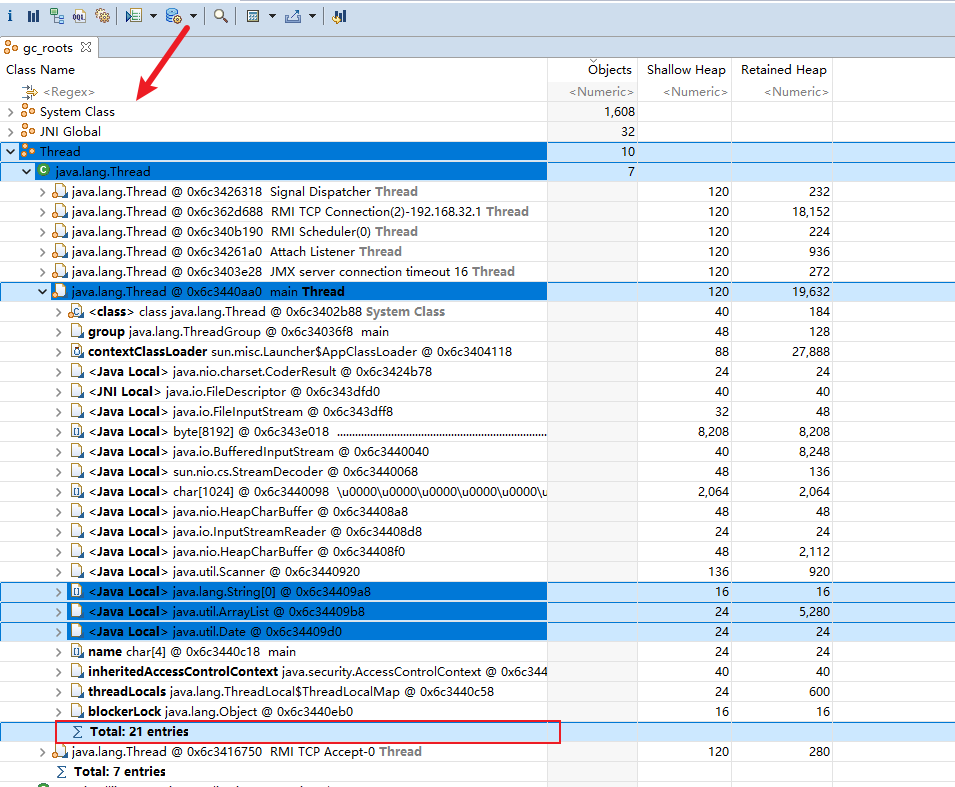 i OQL
gc_roots
Class Name Objects Shallow Heap Retained Heap
<Regex> <Numeric> <Numeric> <Numeric>
System Class 1,608
JNI Global 32
Thread 10
java.lang.Thread 7
java.lang.Thread @ 0x6c3426318 Signal Dispatcher Thread 120 232
java.lang.Thread @ 0x6c362d688 RMI TCP Connection(2)-192.168.32.1 Thread 120 18,152
java.lang.Thread @ 0x6c340b190 RMI Scheduler(0) Thread 120 224
java.lang.Thread @ 0x6c34261a0 Attach Listener Thread 120 936
java.lang.Thread @ 0x6c3403e28 JMX server connection timeout 16 Thread 120 272
java.lang.Thread @ 0x6c3440aa0 main Thread 120 19,632
<class> class java.lang.Thread @ 0x6c3402b88 System Class 40 184
group java.lang.ThreadGroup @ 0x6c34036f8 main 48 128
contextClassLoader sun.misc.Launcher$AppClassLoader @ 0x6c3404118 88 27,888
<Java Local> java.nio.charset.CoderResult @ 0x6c3424b78 24 24
<JNI Local> java.io.FileDescriptor @ 0x6c343dfd0 40 40
<Java Local> java.io.FileInputStream @ 0x6c343dff8 32 48
<Java Local> byte[8192] @ 0x6c343e018 ........................................................................ 8,208 8,208
<Java Local> java.io.BufferedInputStream @ 0x6c3440040 40 8,248
<Java Local> sun.nio.cs.StreamDecoder @ 0x6c3440068 48 136
<Java Local> char[1024] @ 0x6c3440098 \u0000\u0000\u0000\u0000\u0000\u 2,064 2,064
<Java Local> java.nio.HeapCharBuffer @ 0x6c34408a8 48 48
<Java Local> java.io.InputStreamReader @ 0x6c34408d8 24 24
<Java Local> java.nio.HeapCharBuffer @ 0x6c34408f0 48 2,112
<Java Local> java.util.Scanner @ 0x6c3440920 136 920
<Java Local> java.lang.String[0] @ 0x6c34409a8 16 16
<Java Local> java.util.ArrayList @ 0x6c34409b8 24 5,280
<Java Local> java.util.Date @ 0x6c34409d0 24 24
name char[4] @ 0x6c3440c18 main 24 24
inheritedAccessControlContext java.security.AccessControlContext @ 0x6c344 40 40
threadLocals java.lang.ThreadLocal$ThreadLocalMap @ 0x6c3440c58 24 600
blockerLock java.lang.Object @ 0x6c3440eb0 16 16
Σ Total: 21 entries
java.lang.Thread @ 0x6c3416750 RMI TCP Accept-0 Thread 120 280
Σ Total: 7 entries